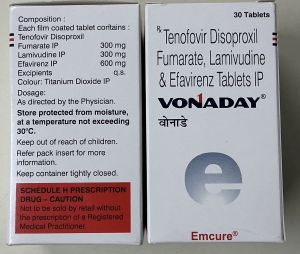 Composition :
Each film coated tablet contains :
Tenofovir Disoproxil
Fumarate IP 300 mg
Lamivudine IP 300 mg
Efavirenz IP 600 mg
Excipients q.s.
Colour: Titanium Dioxide IP
Dosage:
As directed by the Physician.
Store protected from moisture,
at a temperature not exceeding
30°C.
Keep out of reach of children.
Refer pack insert for more
information.
Keep container tightly closed.
SCHEDULE H PRESCRIPTION
DRUG – CAUTION
Not to be sold by retail without
the prescription of a Registered
Medical Practitioner.
30 Tablets
Rx Tenofovir Disoproxil
Fumarate, Lamivudine
& Efavirenz Tablets IP
VONADAY®
वोनाडे
e
Emcure®